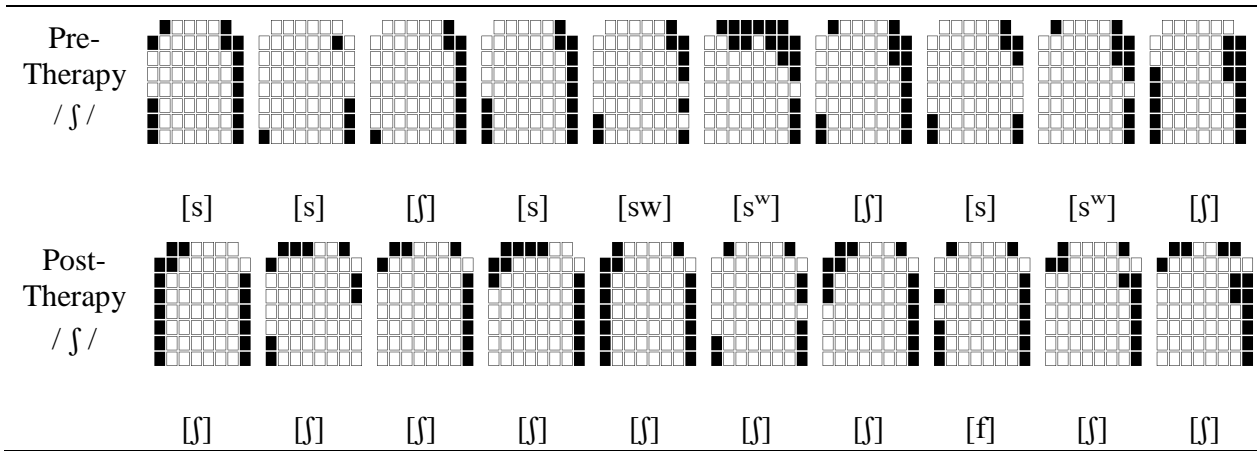 Pre-
Therapy
/ ʃ /
[s] [s] [ʃ] [s] [sw] [sʷ] [ʃ] [s] [sʷ] [ʃ]
Post-
Therapy
/ ʃ /
[ʃ] [ʃ] [ʃ] [ʃ] [ʃ] [ʃ] [ʃ] [f] [ʃ] [ʃ]